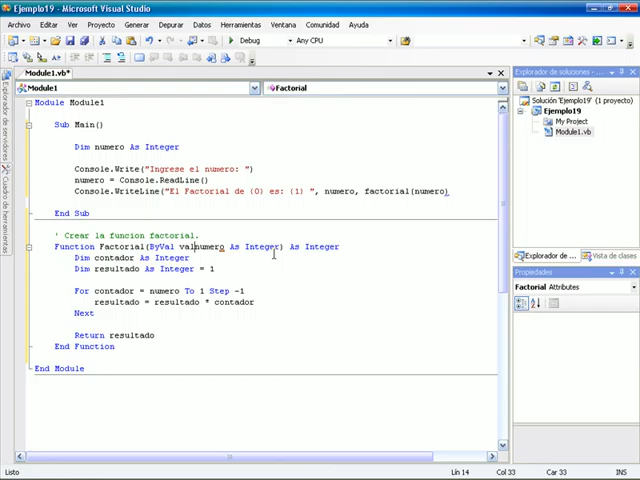 Ejemplo19 - Microsoft Visual Studio
Archivo Editar Ver Proyecto Generar Depurar Datos Herramientas Ventana Comunidad Ayuda
Debug Any CPU
Module1.vb*
Module1 Factorial
Module Module1
Sub Main()
Dim numero As Integer
Console.Write("Ingrese el numero: ")
numero = Console.ReadLine()
Console.WriteLine("El Factorial de {0} es: {1} ", numero, factorial(numero)
End Sub
' Crear la funcion factorial.
Function Factorial(ByVal valnumero As Integer) As Integer
Dim contador As Integer
Dim resultado As Integer = 1
For contador = numero To 1 Step -1
resultado = resultado * contador
Next
Return resultado
End Function
End Module
Explorador de servidores
Cuadro de herramientas
Explorador de soluciones -
Solución 'Ejemplo19' (1 proyecto)
Ejemplo19
My Project
Module1.vb
Explorador de... Vista de clases
Propiedades
Factorial Attributes
Listo Lín 14 Col 33 Car 33 INS